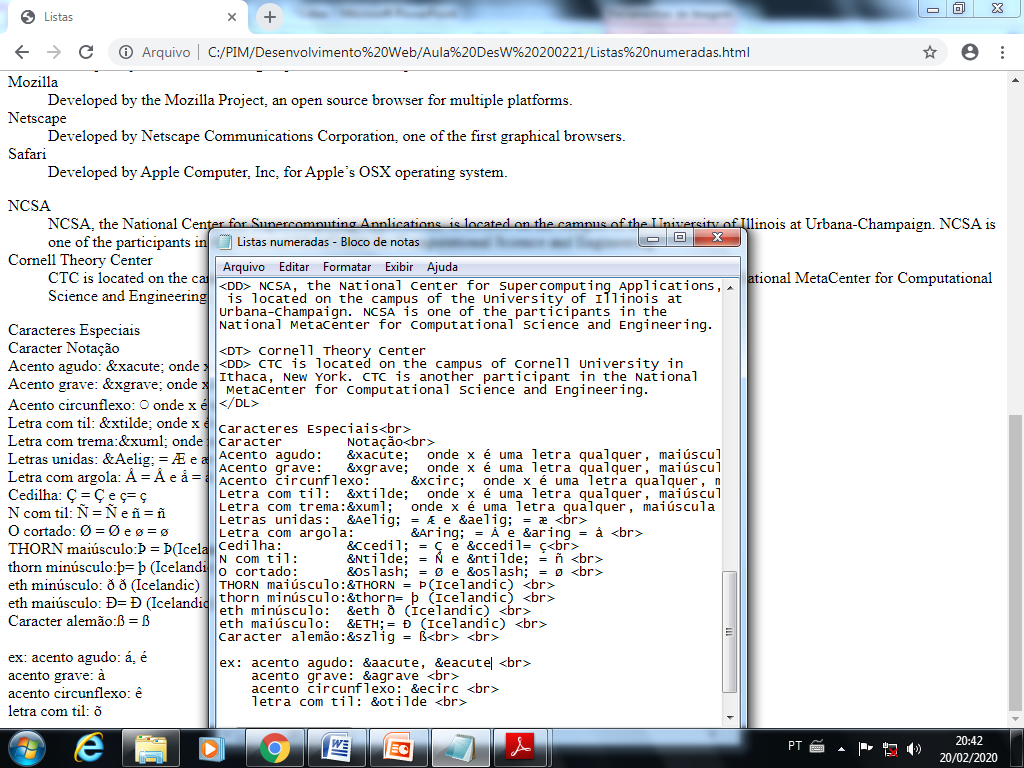 Listas
Arquivo
C:/PIM/Desenvolvimento%20Web/Aula%20DesW%20200221/Listas%20numeradas.html
Mozilla
Developed by the Mozilla Project, an open source browser for multiple platforms.
Netscape
Developed by Netscape Communications Corporation, one of the first graphical browsers.
Safari
Developed by Apple Computer, Inc, for Apple’s OSX operating system.
NCSA
NCSA, the National Center for Supercomputing Applications, is located on the campus of the University of Illinois at Urbana-Champaign. NCSA is
one of the participants in
Cornell Theory Center
CTC is located on the ca
ational MetaCenter for Computational
Science and Engineering
Caracteres Especiais
Caracter Notação
Acento agudo: &xacute; onde x
Acento grave: &xgrave; onde x
Acento circunflexo: ○ onde x é
Letra com til: &xtilde; onde x é
Letra com trema:&xuml; onde
Letras unidas: &Aelig; = Æ e æ
Letra com argola: Å = Å e å = å
Cedilha: Ç = Ç e ç= ç
N com til: Ñ = Ñ e ñ = ñ
O cortado: Ø = Ø e ø = ø
THORN maiúsculo:Þ = Þ(Icela
thorn minúsculo:þ= þ (Icelandi
eth minúsculo: ð ð (Icelandic)
eth maiúsculo: Ð= Ð (Icelandic
Caracter alemão:ß = ß
ex: acento agudo: á, é
acento grave: à
acento circunflexo: ê
letra com til: õ
Listas numeradas - Bloco de notas
Arquivo Editar Formatar Exibir Ajuda
<DD> NCSA, the National Center for Supercomputing Applications,
is located on the campus of the University of Illinois at
Urbana-Champaign. NCSA is one of the participants in the
National MetaCenter for Computational Science and Engineering.
<DT> Cornell Theory Center
<DD> CTC is located on the campus of Cornell University in
Ithaca, New York. CTC is another participant in the National
MetaCenter for Computational Science and Engineering.
</DL>
Caracteres Especiais<br>
Caracter Notação<br>
Acento agudo: &xacute; onde x é uma letra qualquer, maiúscul
Acento grave: &xgrave; onde x é uma letra qualquer, maiúscul
Acento circunflexo: &xcirc; onde x é uma letra qualquer, m
Letra com til: &xtilde; onde x é uma letra qualquer, maiúscul
Letra com trema:&xuml; onde x é uma letra qualquer, maiúscula
Letras unidas: &Aelig; = Æ e &aelig; = æ <br>
Letra com argola: &Aring; = Å e &aring = å <br>
Cedilha: &Ccedil; = Ç e &ccedil= ç<br>
N com til: &Ntilde; = Ñ e &ntilde; = ñ <br>
O cortado: &Oslash; = Ø e &oslash; = ø <br>
THORN maiúsculo:&THORN = Þ(Icelandic) <br>
thorn minúsculo:&thorn= þ (Icelandic) <br>
eth minúsculo: &eth ð (Icelandic) <br>
eth maiúsculo: &ETH;= Ð (Icelandic) <br>
Caracter alemão:&szlig = ß<br> <br>
ex: acento agudo: &aacute, &eacute <br>
acento grave: &agrave <br>
acento circunflexo: &ecirc <br>
letra com til: &otilde <br>
PT
20:42
20/02/2020